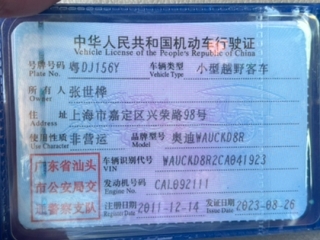 中华人民共和国机动车行驶证
Vehicle License of the People's Republic of China
号牌号码 粤DJ156Y 车辆类型 小型越野客车
Plate No. Vehicle Type
所有人 张世桦
Owner
住址 上海市嘉定区兴荣路98号
Address
使用性质 非营运 品牌型号 奥迪WAUCKD8R
Use Character Model
广东省汕头 车辆识别代号 WAUCKD8R2CA041923
VIN
市公安局交 发动机号码 CAL092111
Engine No.
通警察支队 注册日期 2011-12-14 发证日期 2023-08-26
Register Date Issue Date